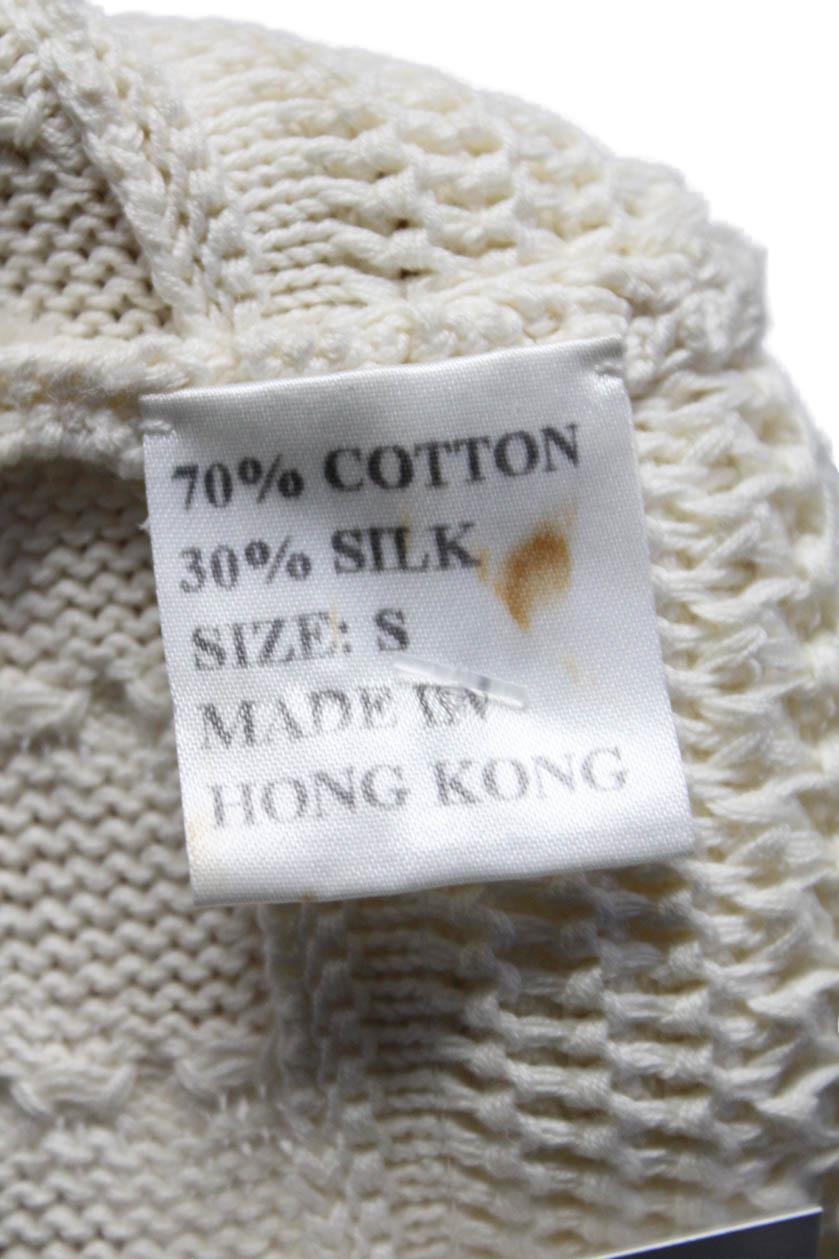 70% COTTON
30% SILK
SIZE: S
MADE IN
HONG KONG